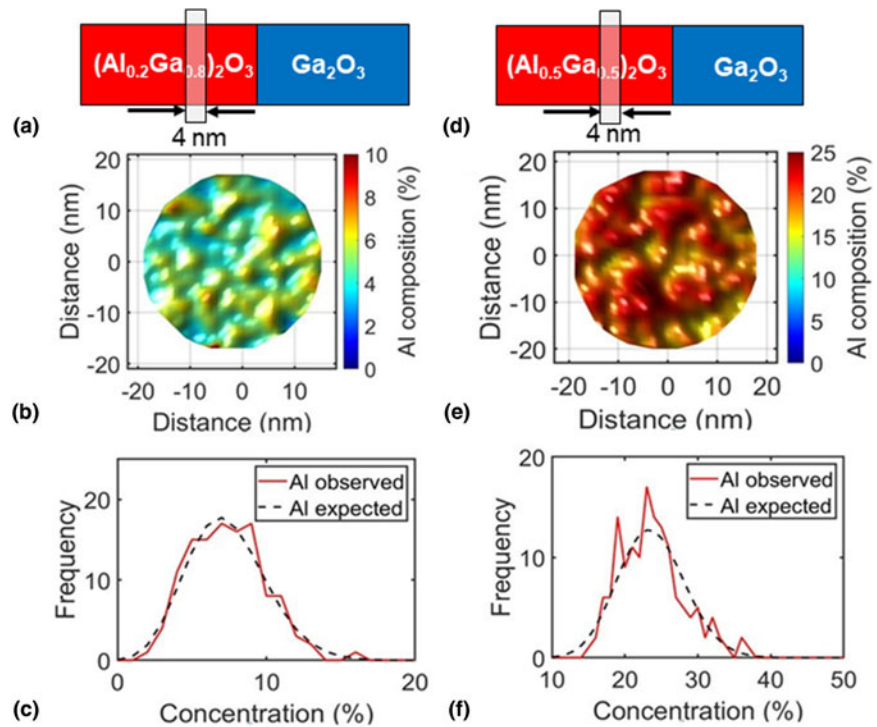 (Al0.2Ga0.8)2O3
Ga2O3
4 nm
(a)
20
10
0
-10
-20
Distance (nm)
-20 -10 0 10
Distance (nm)
10
8
6
4
2
0
Al composition (%)
(b)
Al observed
Al expected
20
10
0
Frequency
0 10 20
Concentration (%)
(c)
(Al0.5Ga0.5)2O3
Ga2O3
4 nm
(d)
20
10
0
-10
-20
Distance (nm)
-20 -10 0 10 20
Distance (nm)
25
20
15
10
5
0
Al composition (%)
(e)
Al observed
Al expected
20
10
0
Frequency
10 20 30 40 50
Concentration (%)
(f)